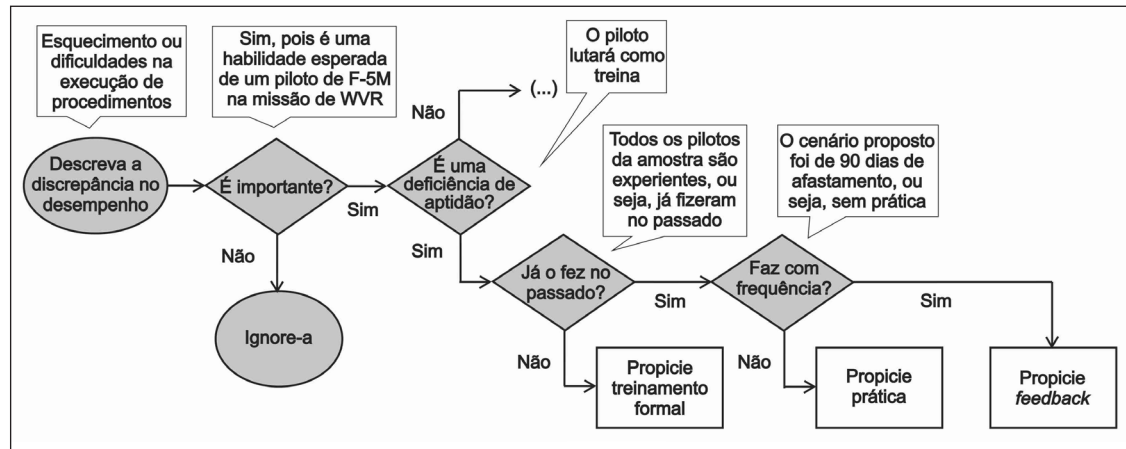 Esquecimento ou
dificuldades na
execução de
procedimentos
Sim, pois é uma
habilidade esperada
de um piloto de F-5M
na missão de WVR
O piloto
lutará como
treina
(...)
Não
Todos os pilotos
da amostra são
experientes, ou
seja, já fizeram
no passado
O cenário proposto
foi de 90 dias de
afastamento, ou
seja, sem prática
Descreva a
discrepância no
desempenho
É importante?
Sim
É uma
deficiência de
aptidão?
Não
Sim
Ignore-a
Já o fez no
passado?
Sim
Faz com
frequência?
Sim
Não
Propicie
treinamento
formal
Não
Propicie
prática
Propicie
feedback